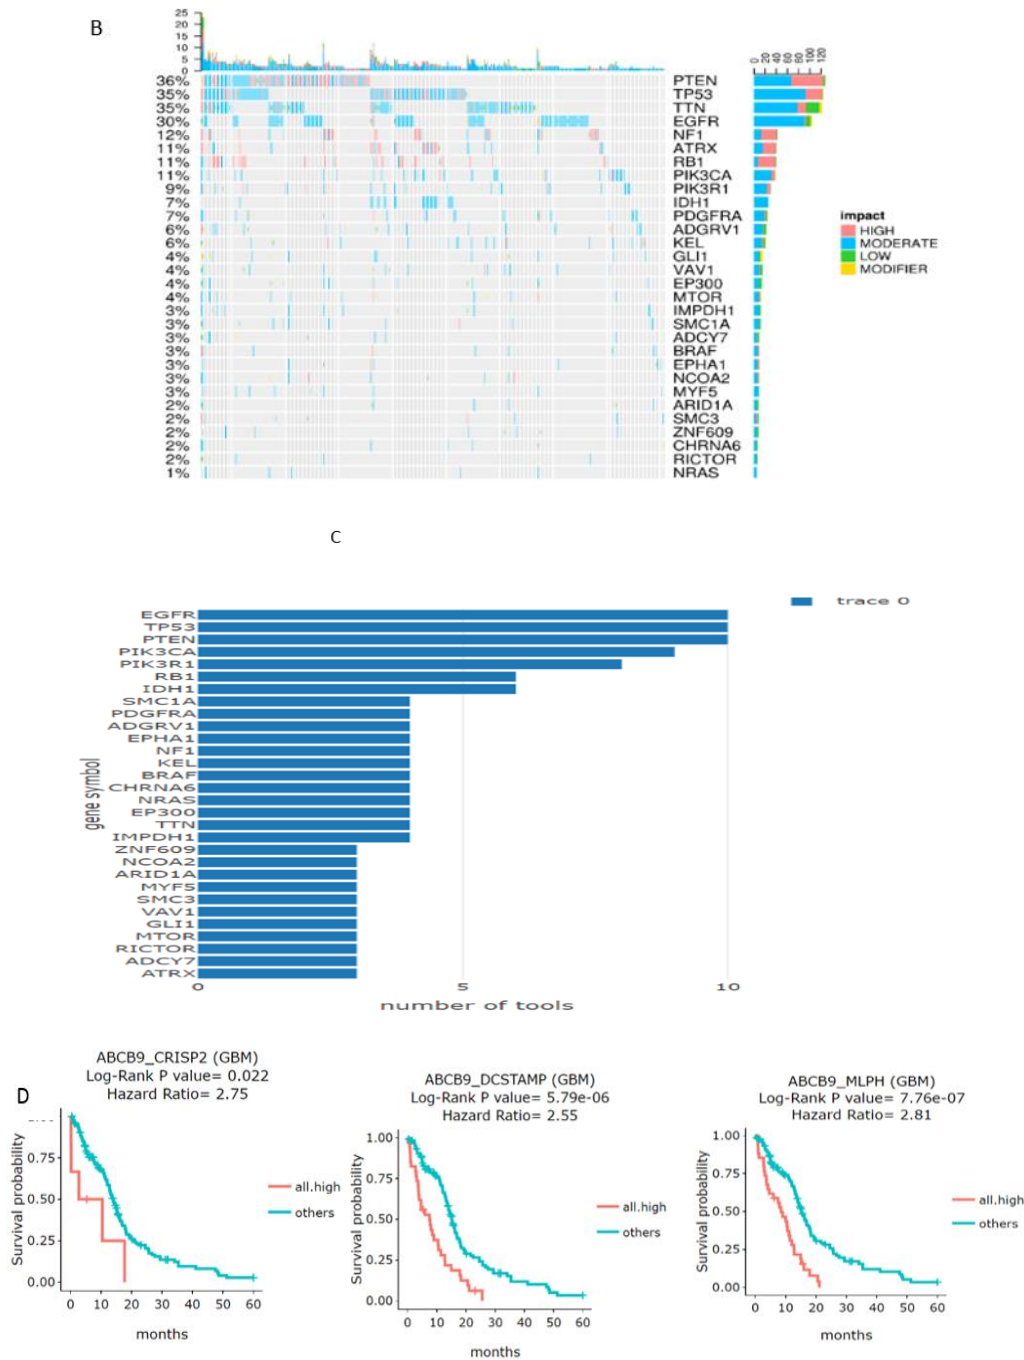 B
25
20
15
10
5
0
0 20 40 60 80 100 120
36% PTEN
35% TP53
35% TTN
30% EGFR
12% NF1
11% ATRX
11% RB1
11% PIK3CA
9% PIK3R1
7% IDH1
7% PDGFRA
6% ADGRV1
6% KEL
4% GLI1
4% VAV1
4% EP300
4% MTOR
3% IMPDH1
3% SMC1A
3% ADCY7
3% BRAF
3% EPHA1
3% NCOA2
3% MYF5
2% ARID1A
2% SMC3
2% ZNF609
2% CHRNA6
2% RICTOR
1% NRAS
impact
HIGH
MODERATE
LOW
MODIFIER
C
trace 0
gene symbol
EGFR
TP53
PTEN
PIK3CA
PIK3R1
RB1
IDH1
SMC1A
PDGFRA
ADGRV1
EPHA1
NF1
KEL
BRAF
CHRNA6
NRAS
EP300
TTN
IMPDH1
ZNF609
NCOA2
ARID1A
MYF5
SMC3
VAV1
GLI1
MTOR
RICTOR
ADCY7
ATRX
0 5 10
number of tools
D
ABCB9_CRISP2 (GBM)
Log-Rank P value= 0.022
Hazard Ratio= 2.75
Survival probability
0.75
0.50
0.25
0.00
0 10 20 30 40 50 60
months
all.high
others
ABCB9_DCSTAMP (GBM)
Log-Rank P value= 5.79e-06
Hazard Ratio= 2.55
Survival probability
1.00
0.75
0.50
0.25
0.00
0 10 20 30 40 50 60
months
all.high
others
ABCB9_MLPH (GBM)
Log-Rank P value= 7.76e-07
Hazard Ratio= 2.81
Survival probability
1.00
0.75
0.50
0.25
0.00
0 10 20 30 40 50 60
months
all.high
others